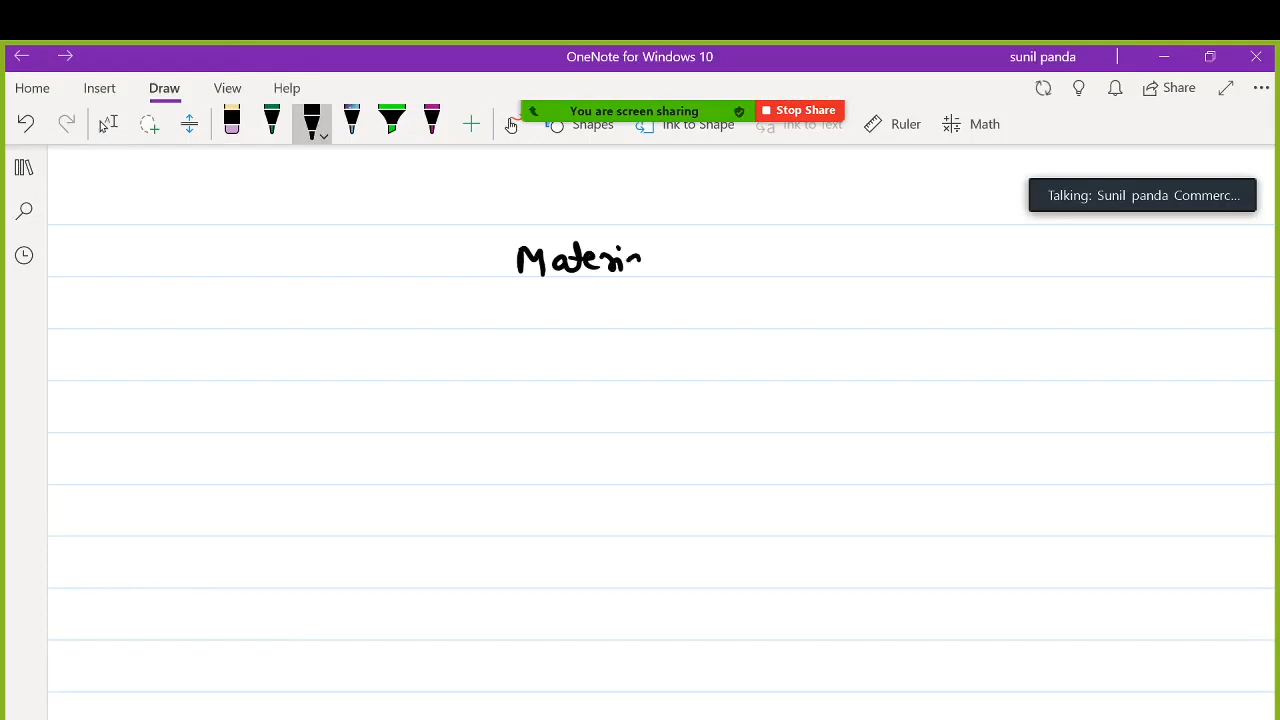 OneNote for Windows 10
sunil panda
Home Insert Draw View Help
Share
You are screen sharing Stop Share
Shapes Ink to Shape Ink to Text Ruler Math
Talking: Sunil panda Commerc...
Materi